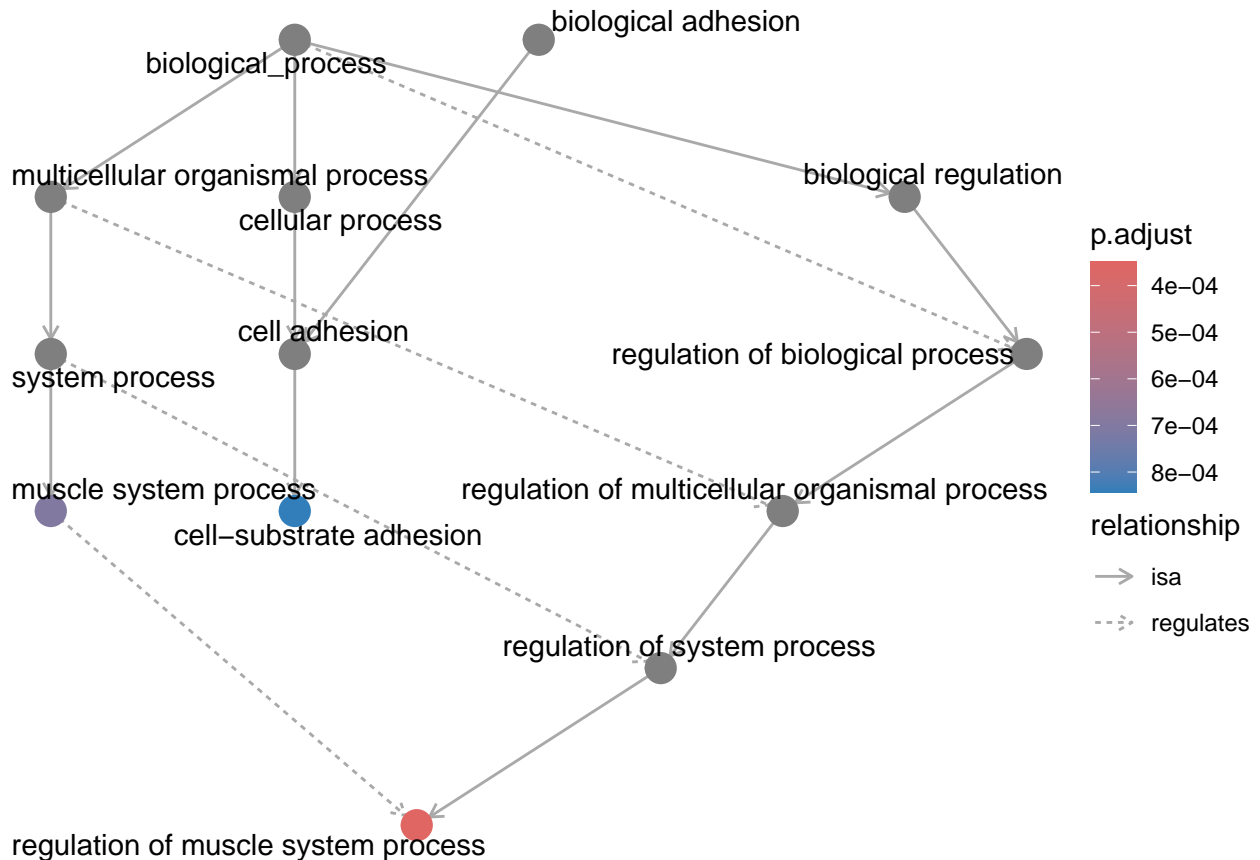 biological adhesion
biological_process
multicellular organismal process
biological regulation
cellular process
p.adjust
4e−04
cell adhesion
5e−04
regulation of biological process
system process
6e−04
7e−04
8e−04
muscle system process
regulation of multicellular organismal process
cell−substrate adhesion
relationship
isa
regulates
regulation of system process
regulation of muscle system process